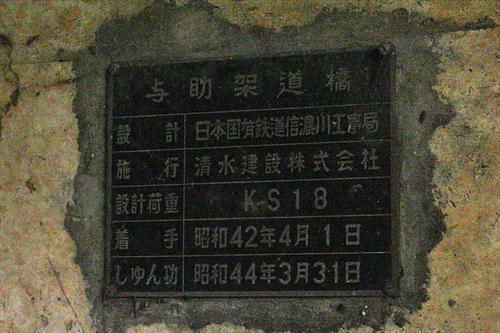 与助架道橋
設計 日本国有鉄道信濃川工事局
施行 清水建設株式会社
設計荷重 KS18
着手 昭和42年4月1日
しゅん功 昭和44年3月31日